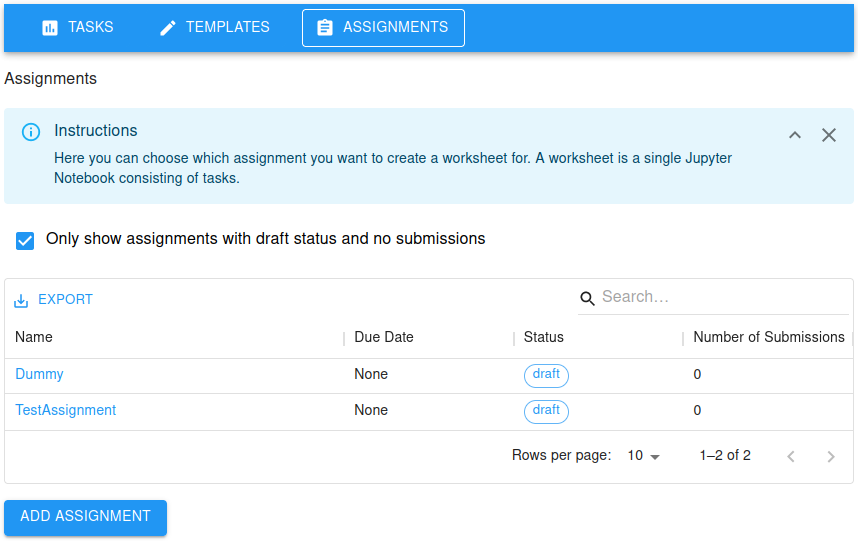 TASKS TEMPLATES ASSIGNMENTS
Assignments
Instructions
Here you can choose which assignment you want to create a worksheet for. A worksheet is a single Jupyter
Notebook consisting of tasks.
Only show assignments with draft status and no submissions
EXPORT Search...
Name Due Date Status Number of Submissions
Dummy None draft 0
TestAssignment None draft 0
Rows per page: 10 1–2 of 2
ADD ASSIGNMENT